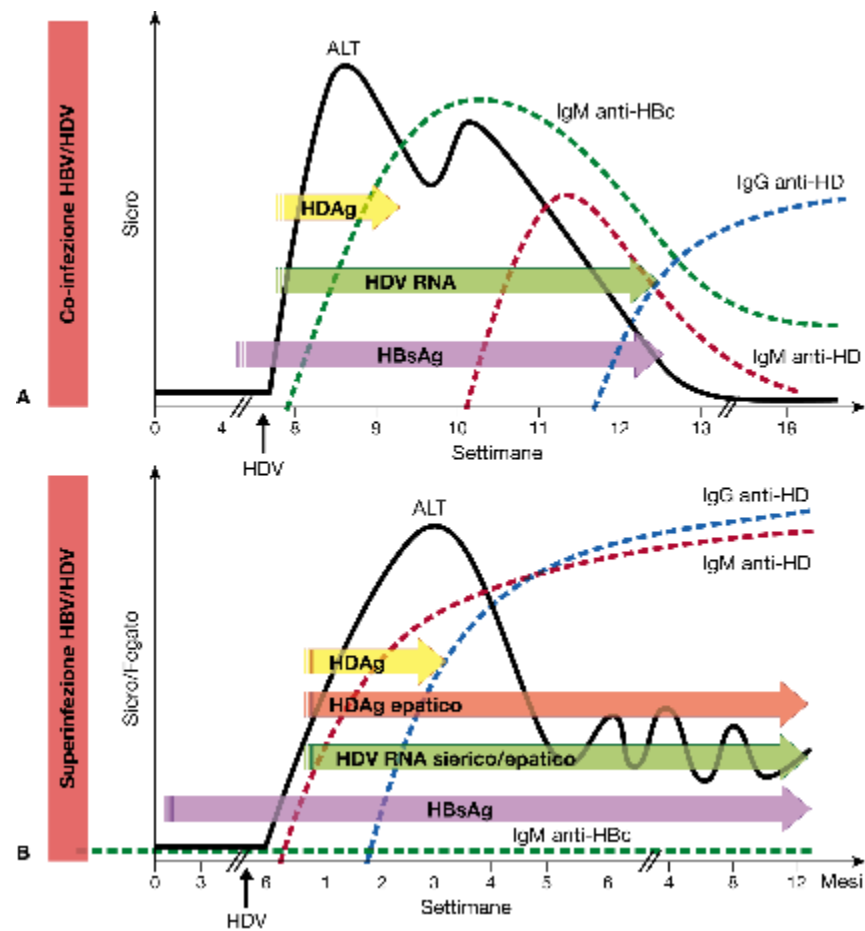 Co-infezione HBV/HDV
Siero
ALT
IgM anti-HBc
IgG anti-HD
HDAg
HDV RNA
HBsAg
IgM anti-HD
A
0 4 8 9 10 11 12 13 18
HDV
Settimane
Superinfezione HBV/HDV
Siero/Fegato
ALT
IgG anti-HD
IgM anti-HD
HDAg
HDAg epatico
HDV RNA sierico/epatico
HBsAg
IgM anti-HBc
B
0 3 6 1 2 3 4 5 6 4 8 12 Mesi
HDV
Settimane